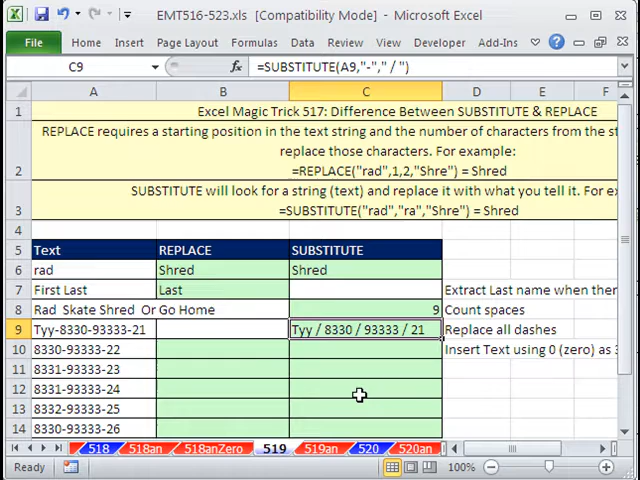 EMT516-523.xls [Compatibility Mode] - Microsoft Excel
File Home Insert Page Layout Formulas Data Review View Developer Add-Ins
C9 fx =SUBSTITUTE(A9,"-"," / ")
A B C D E F
1 Excel Magic Trick 517: Difference Between SUBSTITUTE & REPLACE
REPLACE requires a starting position in the text string and the number of characters from the
replace those characters. For example:
2 =REPLACE("rad",1,2,"Shre") = Shred
SUBSTITUTE will look for a string (text) and replace it with what you tell it. For
3 =SUBSTITUTE("rad","ra","Shre") = Shred
4
5 Text REPLACE SUBSTITUTE
6 rad Shred Shred
7 First Last Last Extract Last name when
8 Rad Skate Shred Or Go Home 9 Count spaces
9 Tyy-8330-93333-21 Tyy / 8330 / 93333 / 21 Replace all dashes
10 8330-93333-22 Insert Text using 0 (zero) as
11 8331-93333-23
12 8331-93333-24
13 8332-93333-25
14 8330-93333-26
518 518an 518anZero 519 519an 520 520an
Ready 100%